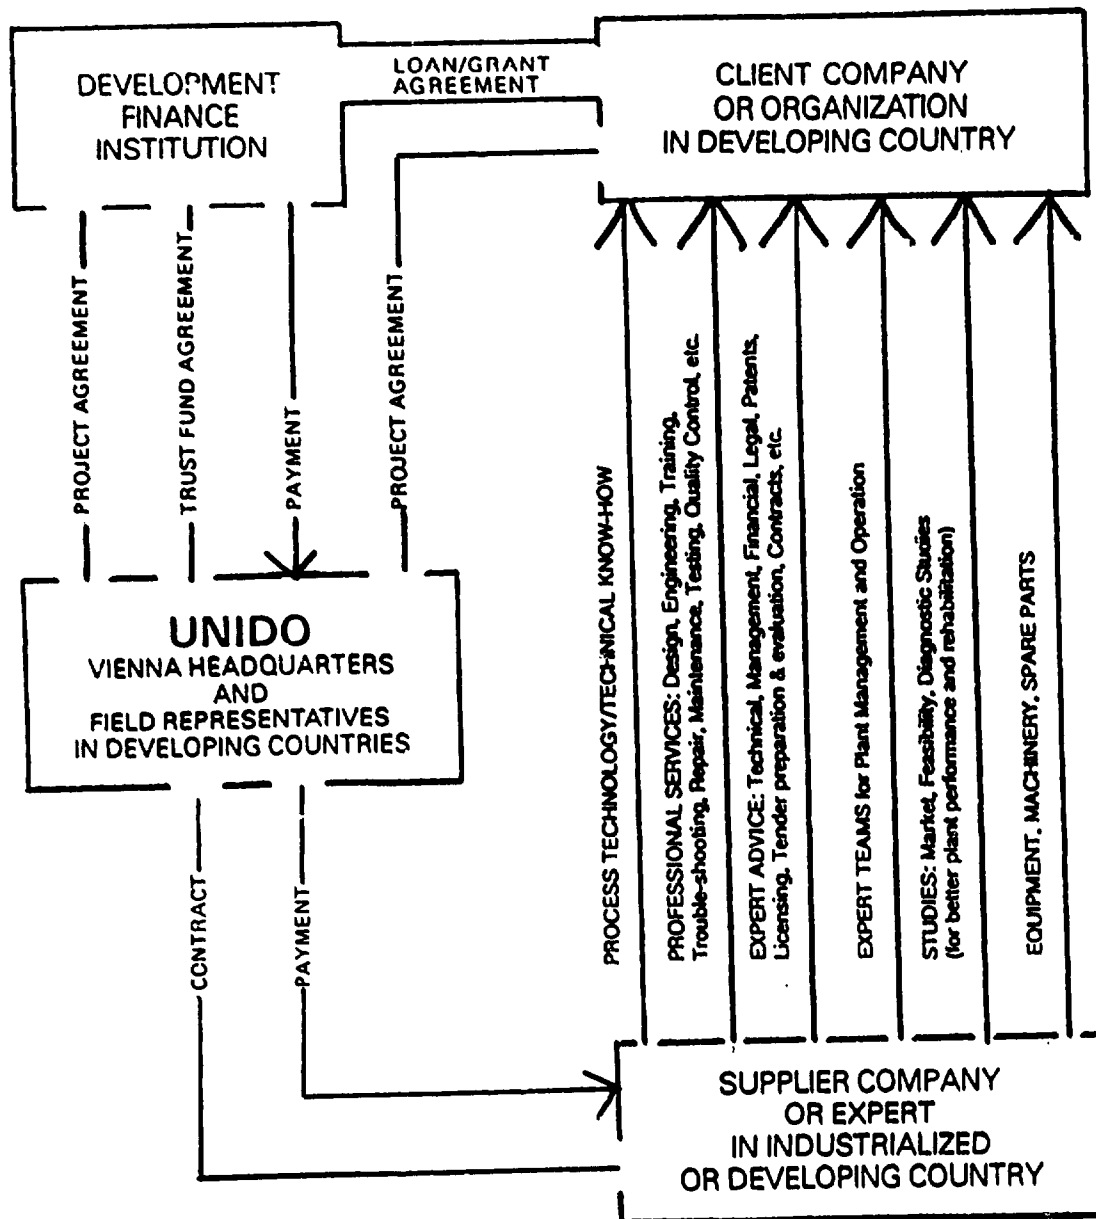 DEVELOPMENT
FINANCE
INSTITUTION
LOAN/GRANT
AGREEMENT
CLIENT COMPANY
OR ORGANIZATION
IN DEVELOPING COUNTRY
PROJECT AGREEMENT
TRUST FUND AGREEMENT
PAYMENT
PROJECT AGREEMENT
UNIDO
VIENNA HEADQUARTERS
AND
FIELD REPRESENTATIVES
IN DEVELOPING COUNTRIES
CONTRACT
PAYMENT
PROCESS TECHNOLOGY/TECHNICAL KNOW-HOW
PROFESSIONAL SERVICES: Design, Engineering, Training,
Trouble-shooting, Repair, Maintenance, Testing, Quality Control, etc.
EXPERT ADVICE: Technical, Management, Financial, Legal, Patents,
Licensing, Tender preparation & evaluation, Contracts, etc.
EXPERT TEAMS for Plant Management and Operation
STUDIES: Market, Feasibility, Diagnostic Studies
(for better plant performance and rehabilitation)
EQUIPMENT, MACHINERY, SPARE PARTS
SUPPLIER COMPANY
OR EXPERT
IN INDUSTRIALIZED
OR DEVELOPING COUNTRY